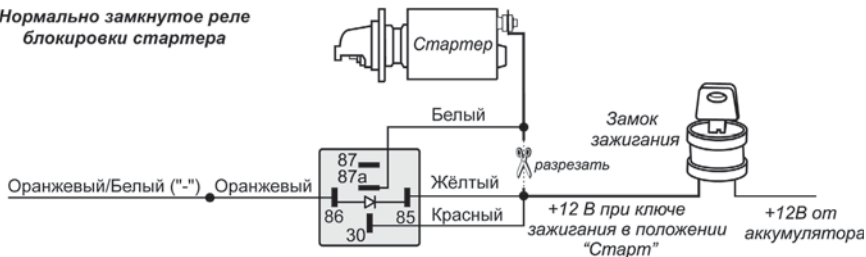 Нормально замкнутое реле
блокировки стартера
Стартер
Белый
Замок
зажигания
разрезать
87
87а
Оранжевый/Белый ("-")
Оранжевый
Жёлтый
86
85
30
Красный
+12 В при ключе
зажигания в положении
“Старт”
+12В от
аккумулятора